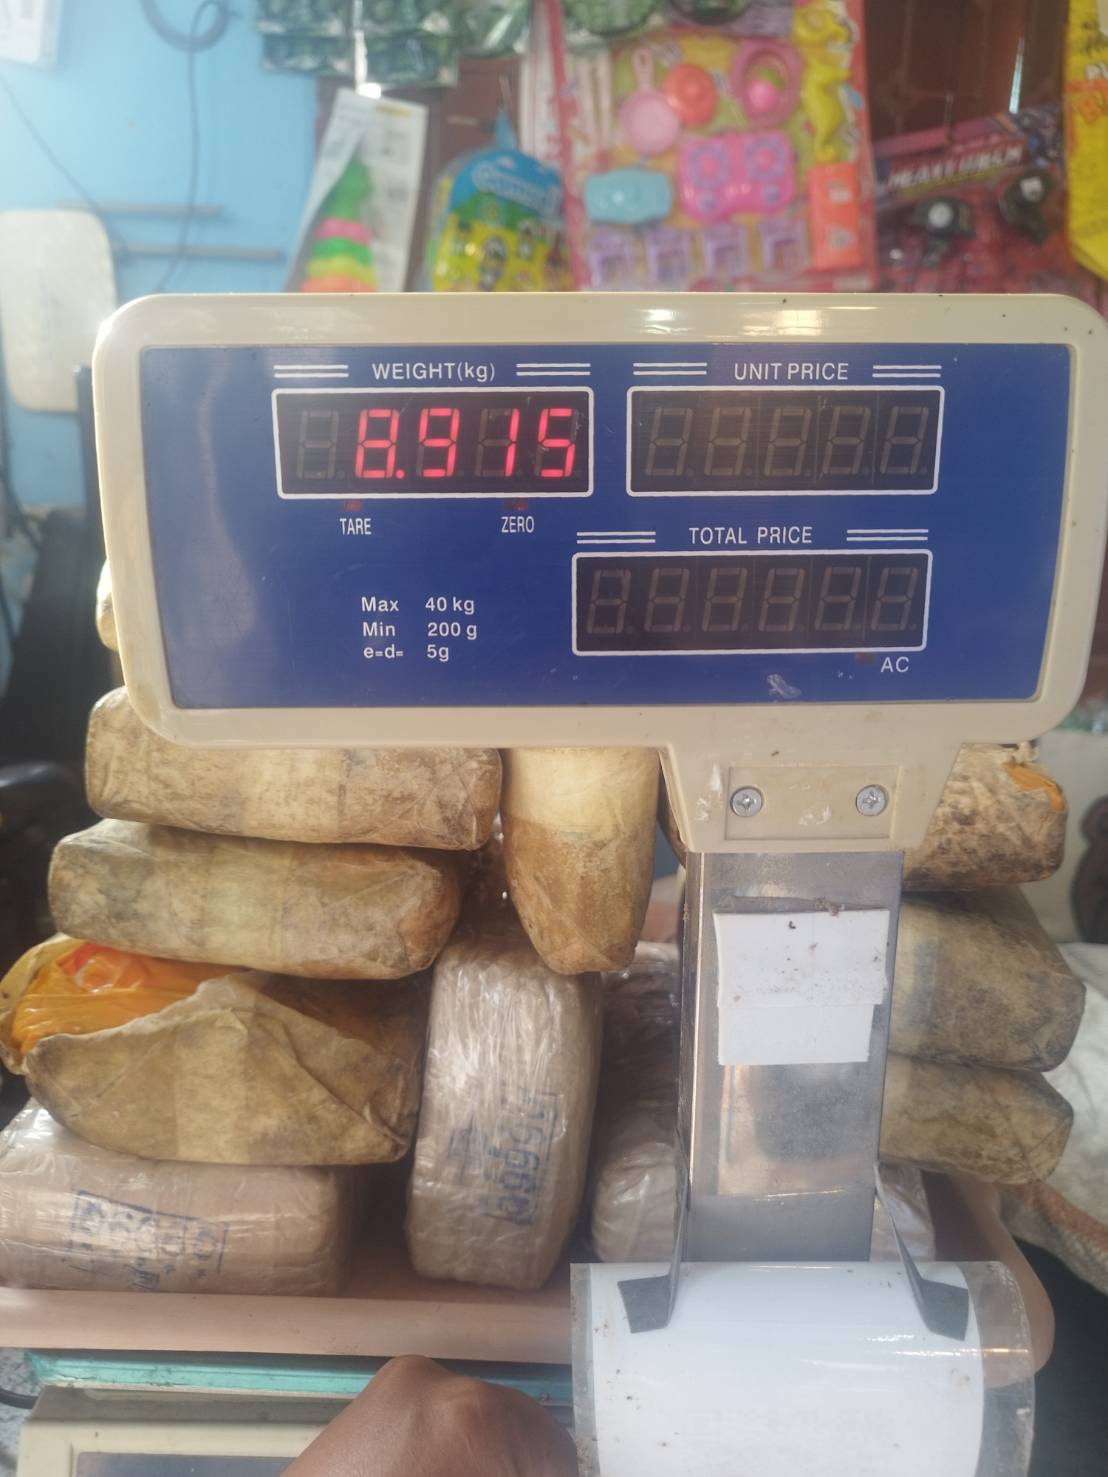 WEIGHT(kg)
UNIT PRICE
8.915
TARE
ZERO
TOTAL PRICE
Max 40 kg
Min 200 g
e=d= 5g
AC